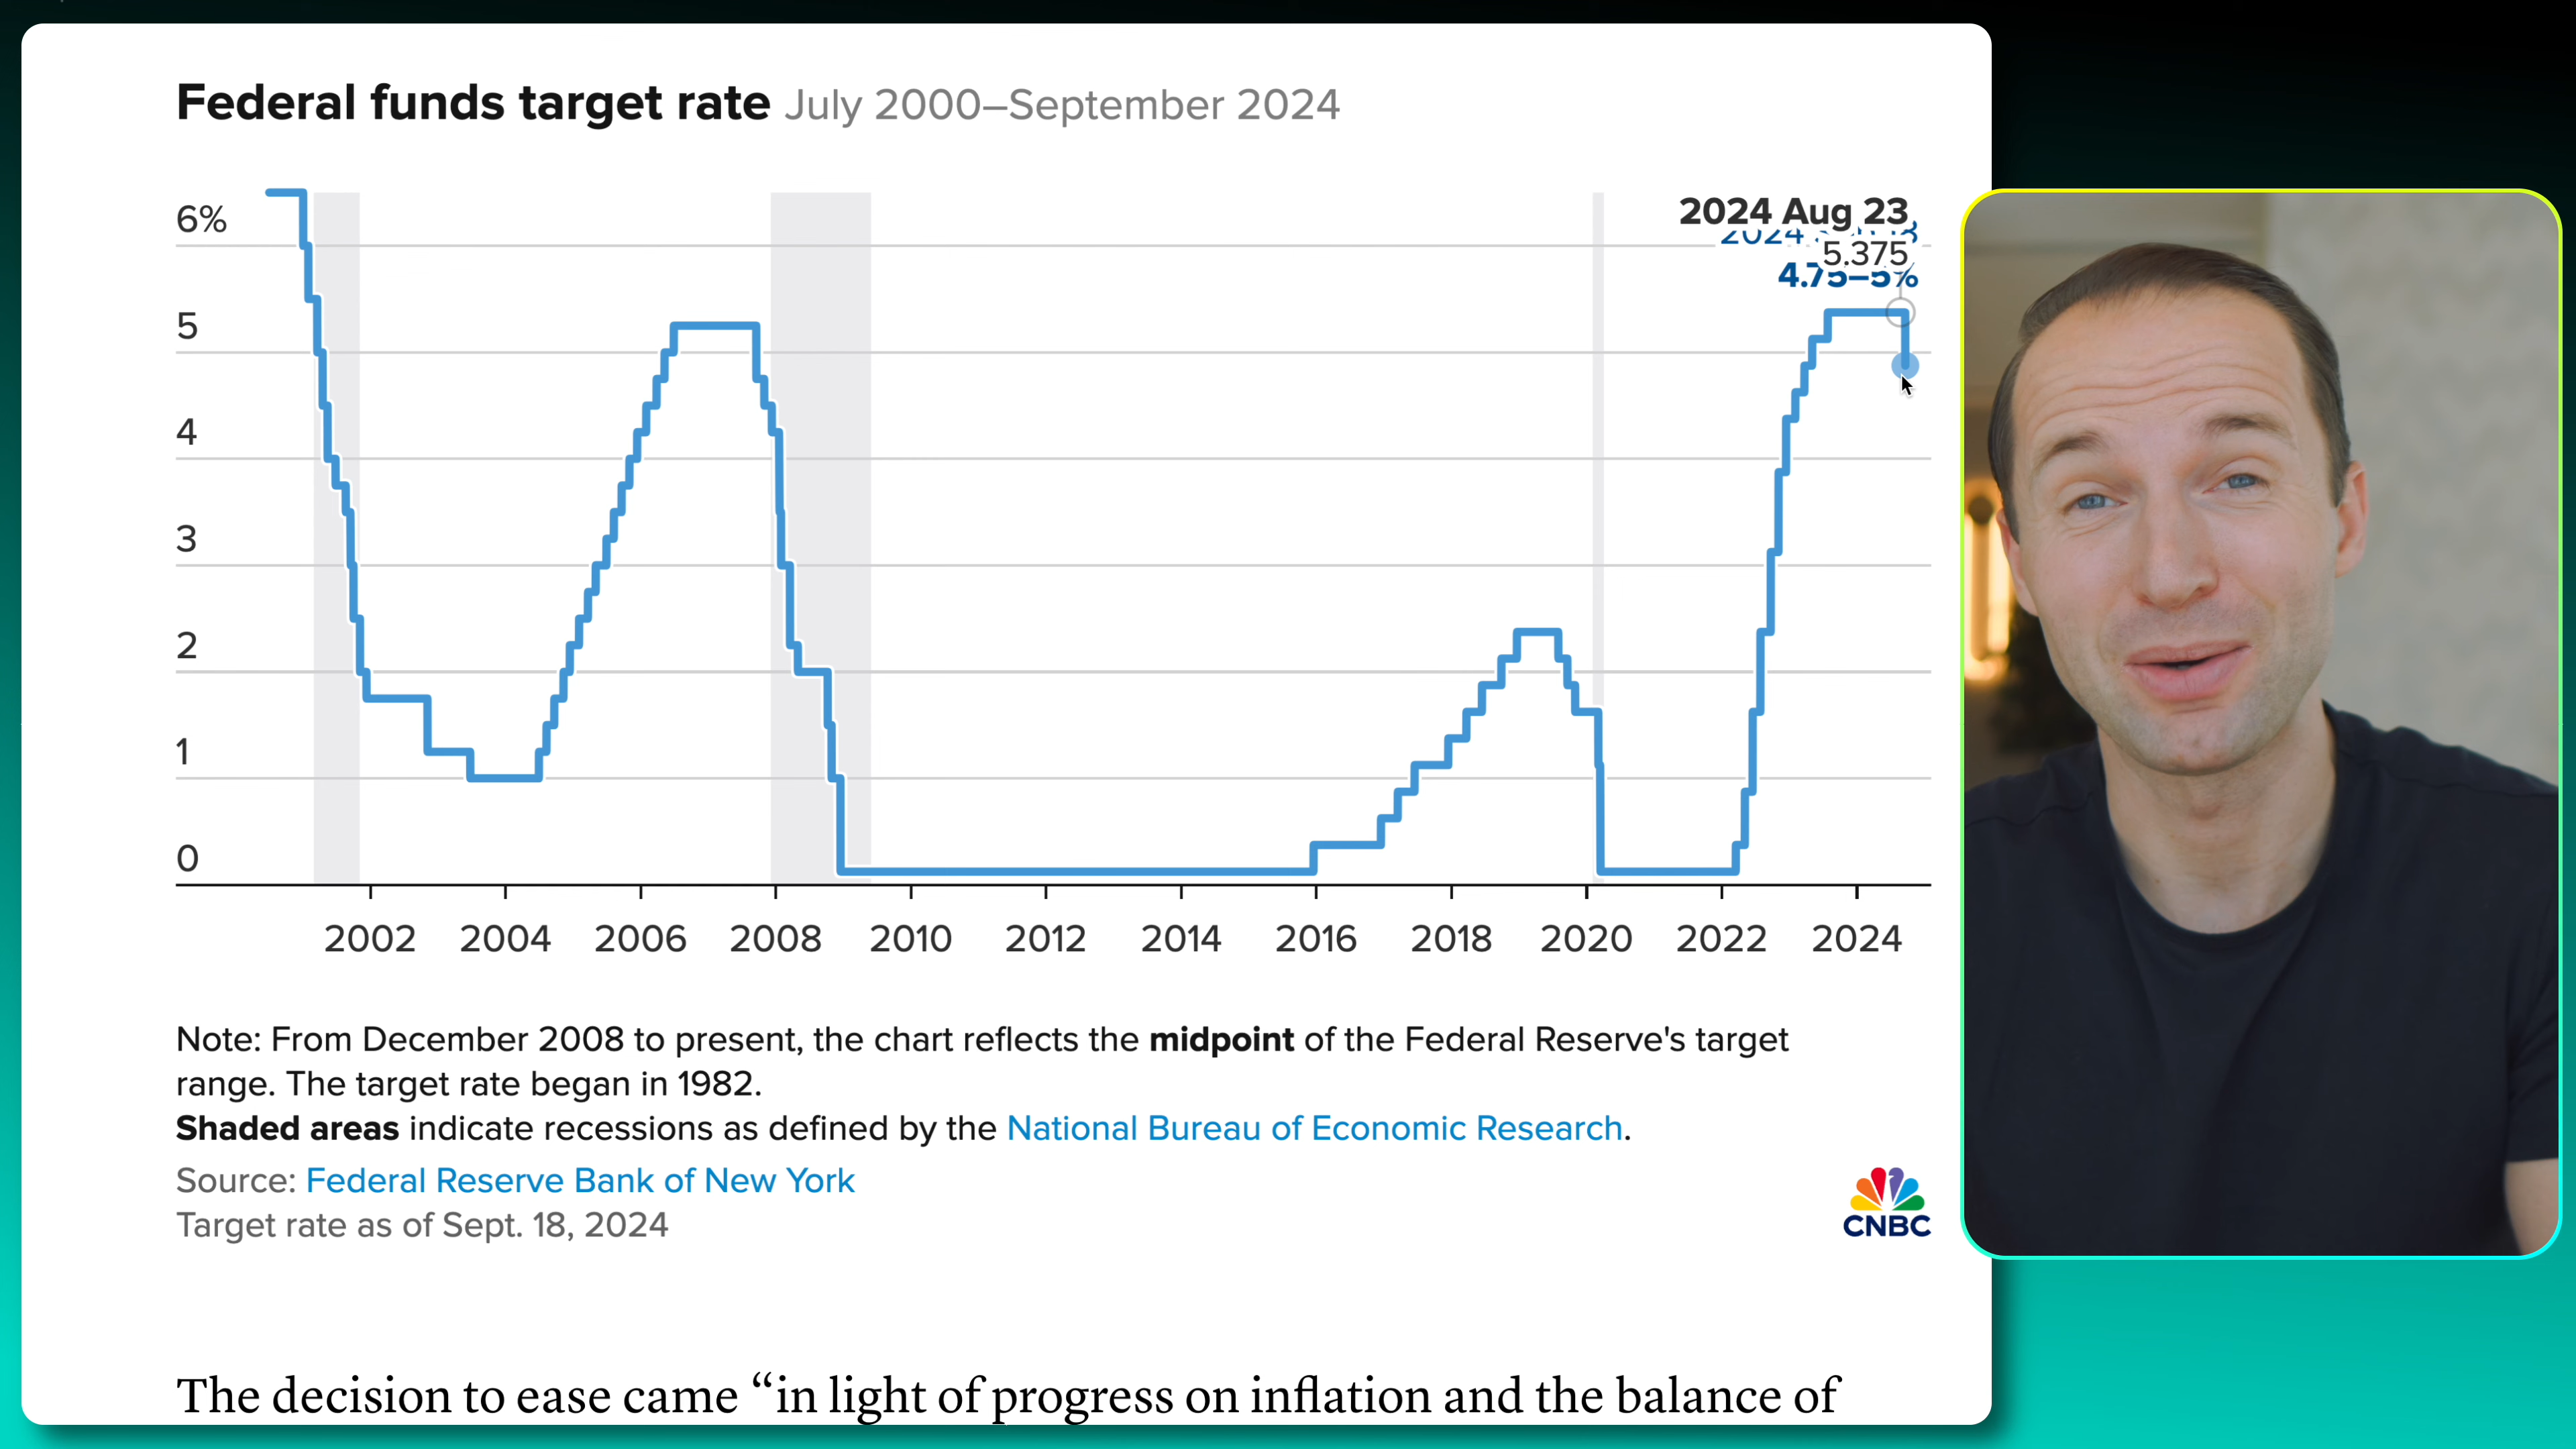 Federal funds target rate July 2000–September 2024
6%
5
4
3
2
1
0
2024 Aug 23
2024
5.375
4.75–5%
2002 2004 2006 2008 2010 2012 2014 2016 2018 2020 2022 2024
Note: From December 2008 to present, the chart reflects the midpoint of the Federal Reserve's target
range. The target rate began in 1982.
Shaded areas indicate recessions as defined by the National Bureau of Economic Research.
Source: Federal Reserve Bank of New York
Target rate as of Sept. 18, 2024
CNBC
The decision to ease came “in light of progress on inflation and the balance of